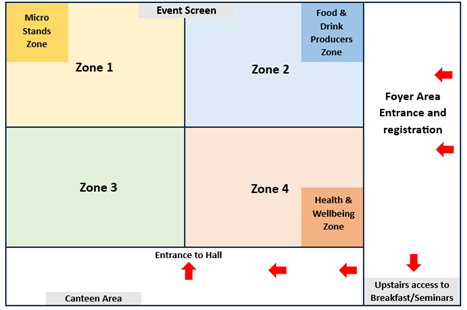 Event Screen
Micro
Stands
Zone
Food &
Drink
Producers
Zone
Zone 1
Zone 2
Foyer Area
Entrance and
registration
Zone 3
Zone 4
Health &
Wellbeing
Zone
Entrance to Hall
Canteen Area
Upstairs access to
Breakfast/Seminars